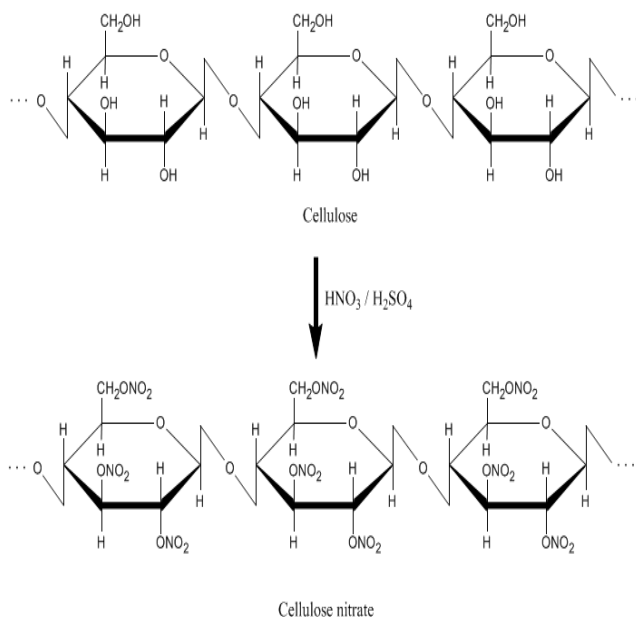 CH₂OH CH₂OH CH₂OH
H O H O H O
H H H
··· O OH H O OH H O OH H ···
H H H
H OH H OH H OH
Cellulose
HNO₃ / H₂SO₄
CH₂ONO₂ CH₂ONO₂ CH₂ONO₂
H O H O H O
H H H
··· O ONO₂ H O ONO₂ H O ONO₂ H ···
H H H
H ONO₂ H ONO₂ H ONO₂
Cellulose nitrate